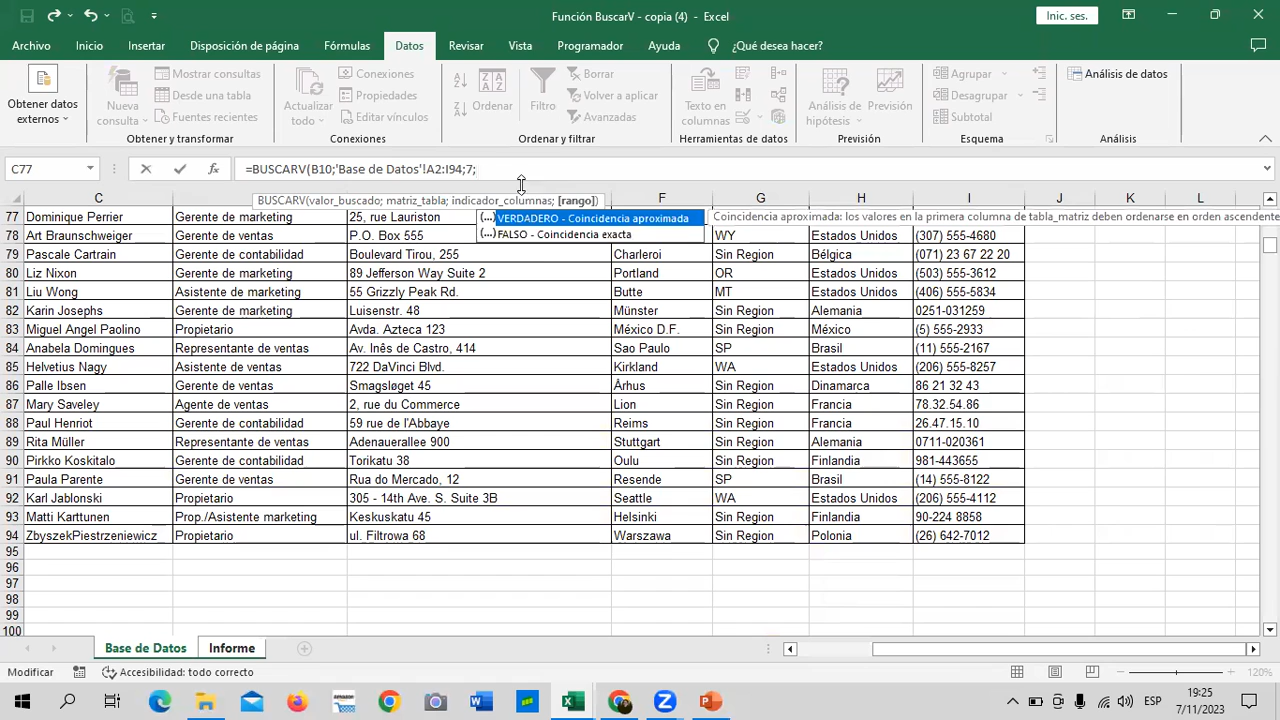 Función BuscarV - copia (4) - Excel
Inic. ses.
Archivo Inicio Insertar Disposición de página Fórmulas Datos Revisar Vista Programador Ayuda ¿Qué desea hacer?
Obtener datos externos
Nueva consulta
Mostrar consultas
Desde una tabla
Fuentes recientes
Obtener y transformar
Actualizar todo
Conexiones
Propiedades
Editar vínculos
Conexiones
Ordenar
Filtro
Borrar
Volver a aplicar
Avanzadas
Ordenar y filtrar
Texto en columnas
Herramientas de datos
Análisis de hipótesis
Previsión
Previsión
Agrupar
Desagrupar
Subtotal
Esquema
Análisis de datos
Análisis
C77 fx =BUSCARV(B10;'Base de Datos'!A2:I94;7;
BUSCARV(valor_buscado; matriz_tabla; indicador_columnas; [rango])
(...) VERDADERO - Coincidencia aproximada
(...) FALSO - Coincidencia exacta
Coincidencia aproximada: los valores en la primera columna de tabla_matriz deben ordenarse en orden ascendente
C F G H I J K L
77 Dominique Perrier Gerente de marketing 25, rue Lauriston
78 Art Braunschweiger Gerente de ventas P.O. Box 555 WY Estados Unidos (307) 555-4680
79 Pascale Cartrain Gerente de contabilidad Boulevard Tirou, 255 Charleroi Sin Region Bélgica (071) 23 67 22 20
80 Liz Nixon Gerente de marketing 89 Jefferson Way Suite 2 Portland OR Estados Unidos (503) 555-3612
81 Liu Wong Asistente de marketing 55 Grizzly Peak Rd. Butte MT Estados Unidos (406) 555-5834
82 Karin Josephs Gerente de marketing Luisenstr. 48 Münster Sin Region Alemania 0251-031259
83 Miguel Angel Paolino Propietario Avda. Azteca 123 México D.F. Sin Region México (5) 555-2933
84 Anabela Domingues Representante de ventas Av. Inês de Castro, 414 Sao Paulo SP Brasil (11) 555-2167
85 Helvetius Nagy Asistente de ventas 722 DaVinci Blvd. Kirkland WA Estados Unidos (206) 555-8257
86 Palle Ibsen Gerente de ventas Smagsløget 45 Århus Sin Region Dinamarca 86 21 32 43
87 Mary Saveley Agente de ventas 2, rue du Commerce Lion Sin Region Francia 78.32.54.86
88 Paul Henriot Gerente de contabilidad 59 rue de l'Abbaye Reims Sin Region Francia 26.47.15.10
89 Rita Müller Representante de ventas Adenauerallee 900 Stuttgart Sin Region Alemania 0711-020361
90 Pirkko Koskitalo Gerente de contabilidad Torikatu 38 Oulu Sin Region Finlandia 981-443655
91 Paula Parente Gerente de ventas Rua do Mercado, 12 Resende SP Brasil (14) 555-8122
92 Karl Jablonski Propietario 305 - 14th Ave. S. Suite 3B Seattle WA Estados Unidos (206) 555-4112
93 Matti Karttunen Prop./Asistente marketing Keskuskatu 45 Helsinki Sin Region Finlandia 90-224 8858
94 ZbyszekPiestrzeniewicz Propietario ul. Filtrowa 68 Warszawa Sin Region Polonia (26) 642-7012
95
96
97
98
99
100
Base de Datos Informe
Modificar Accesibilidad: todo correcto 120%
ESP 19:25
7/11/2023